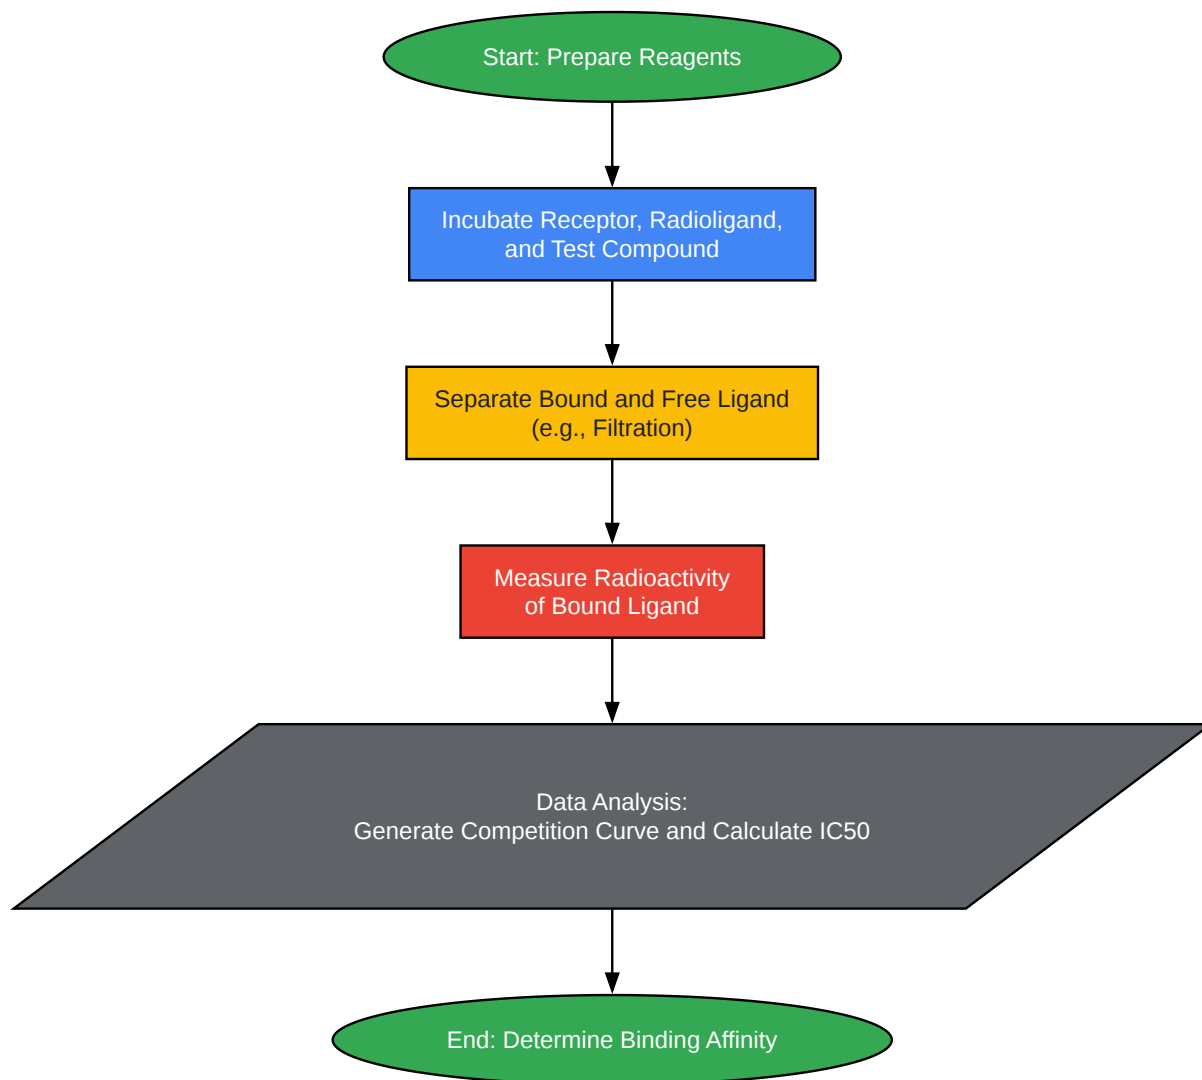 Start: Prepare Reagents
Incubate Receptor, Radioligand,
and Test Compound
Separate Bound and Free Ligand
(e.g., Filtration)
Measure Radioactivity
of Bound Ligand
Data Analysis:
Generate Competition Curve and Calculate IC50
End: Determine Binding Affinity